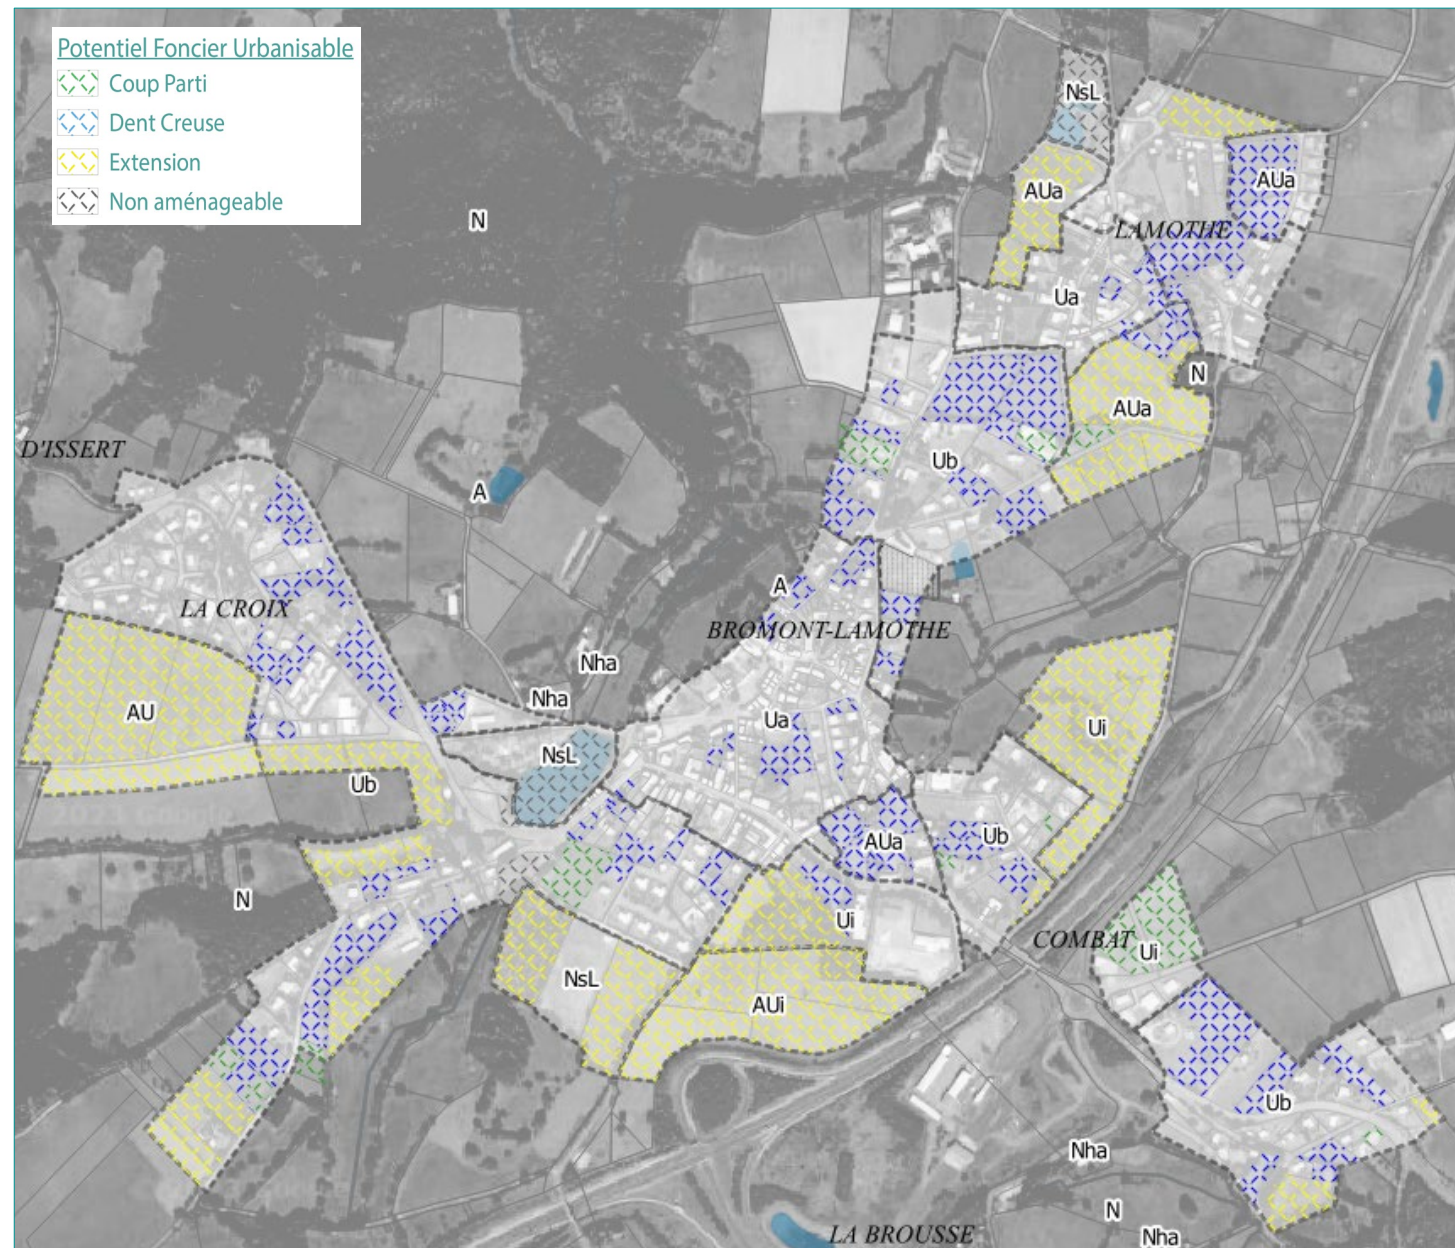 Potentiel Foncier Urbanisable
Coup Parti
Dent Creuse
Extension
Non aménageable
NsL
AUa
AUa
N
LAMOTHE
Ua
N
AUa
D'ISSERT
Ub
A
A
LA CROIX
BROMONT-LAMOTHE
Nha
Nha
AU
Ua
Ui
NsL
Ub
Ub
AUa
N
Ui
COMBAT
Ui
NsL
AUi
Ub
Nha
N
LA BROUSSE
Nha